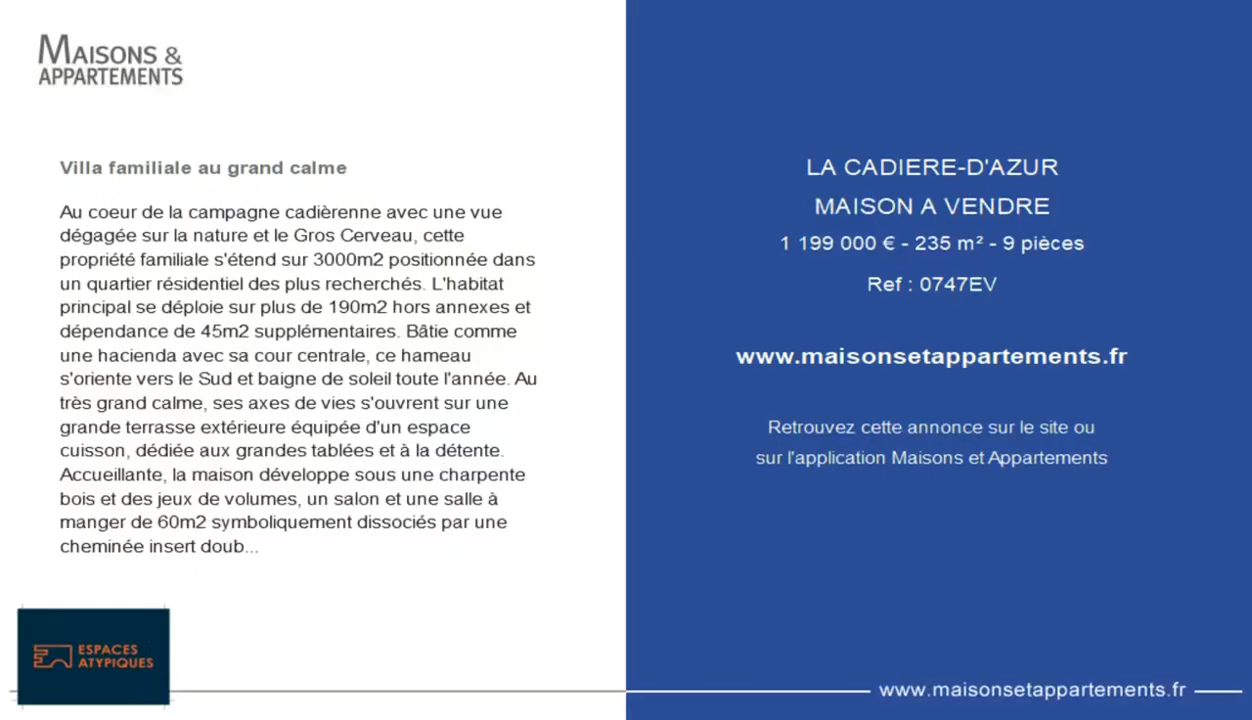 MAISONS &
APPARTEMENTS
Villa familiale au grand calme
Au coeur de la campagne cadièrenne avec une vue
dégagée sur la nature et le Gros Cerveau, cette
propriété familiale s'étend sur 3000m2 positionnée dans
un quartier résidentiel des plus recherchés. L'habitat
principal se déploie sur plus de 190m2 hors annexes et
dépendance de 45m2 supplémentaires. Bâtie comme
une hacienda avec sa cour centrale, ce hameau
s'oriente vers le Sud et baigne de soleil toute l'année. Au
très grand calme, ses axes de vies s'ouvrent sur une
grande terrasse extérieure équipée d'un espace
cuisson, dédiée aux grandes tablées et à la détente.
Accueillante, la maison développe sous une charpente
bois et des jeux de volumes, un salon et une salle à
manger de 60m2 symboliquement dissociés par une
cheminée insert doub...
ESPACES
ATYPIQUES
LA CADIERE-D'AZUR
MAISON A VENDRE
1 199 000 € - 235 m² - 9 pièces
Ref : 0747EV
www.maisonsetappartements.fr
Retrouvez cette annonce sur le site ou
sur l'application Maisons et Appartements
www.maisonsetappartements.fr